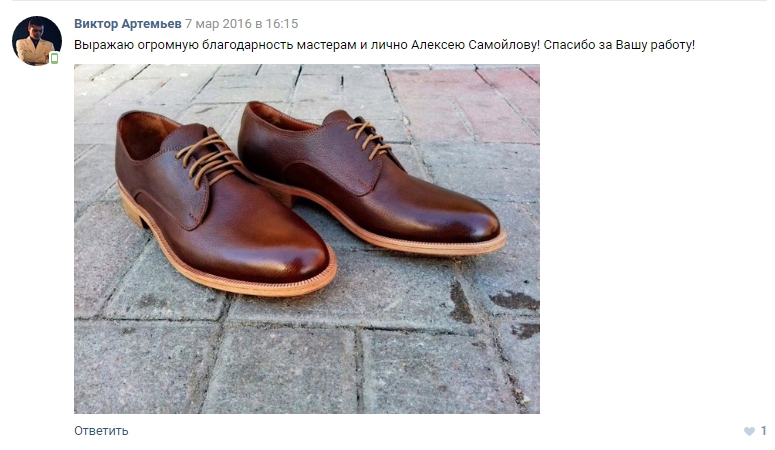 Виктор Артемьев 7 мар 2016 в 16:15
Выражаю огромную благодарность мастерам и лично Алексею Самойлову! Спасибо за Вашу работу!
Ответить 1